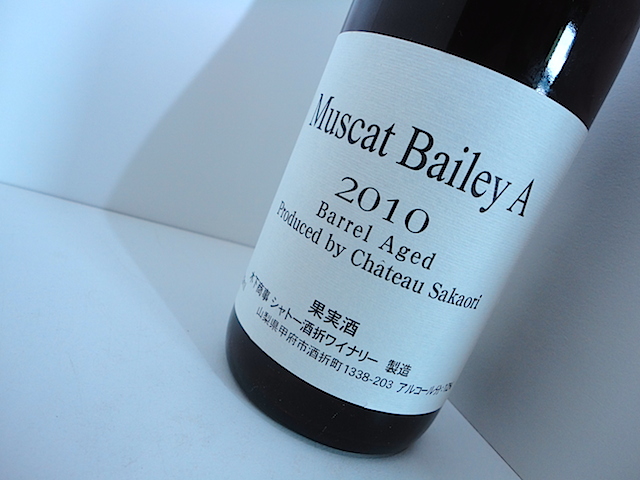 Muscat Bailey A
2010
Barrel Aged
Produced by Château Sakaori
果実酒
木下商事 シャトー酒折ワイナリー 製造
山梨県甲府市酒折町1338-203 アルコール分